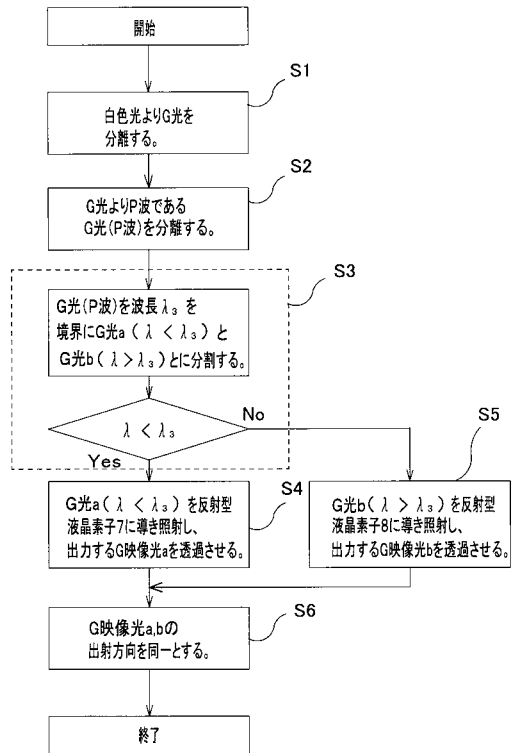 開始
S1
白色光よりG光を
分離する。
S2
G光よりP波である
G光(P波)を分離する。
S3
G光(P波)を波長λ₃を
境界にG光a(λ<λ₃)と
G光b(λ>λ₃)とに分割する。
λ<λ₃
No
Yes
S4
G光a(λ<λ₃)を反射型
液晶素子7に導き照射し、
出力するG映像光aを透過させる。
S5
G光b(λ>λ₃)を反射型
液晶素子8に導き照射し、
出力するG映像光bを透過させる。
S6
G映像光a,bの
出射方向を同一とする。
終了